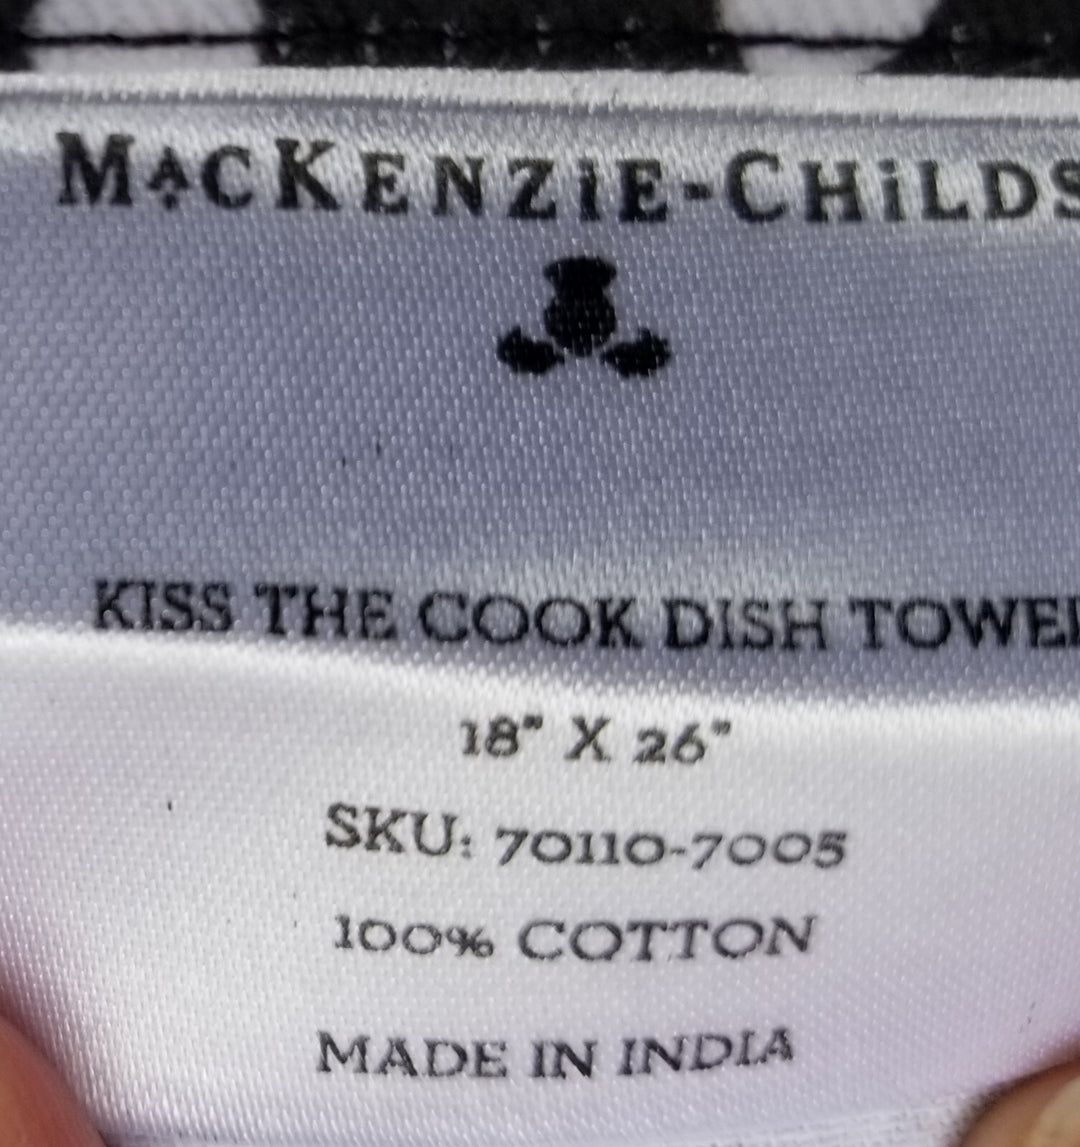 MACKENZIE-CHILDS
KISS THE COOK DISH TOWEL
18" X 26"
SKU: 70110-7005
100% COTTON
MADE IN INDIA